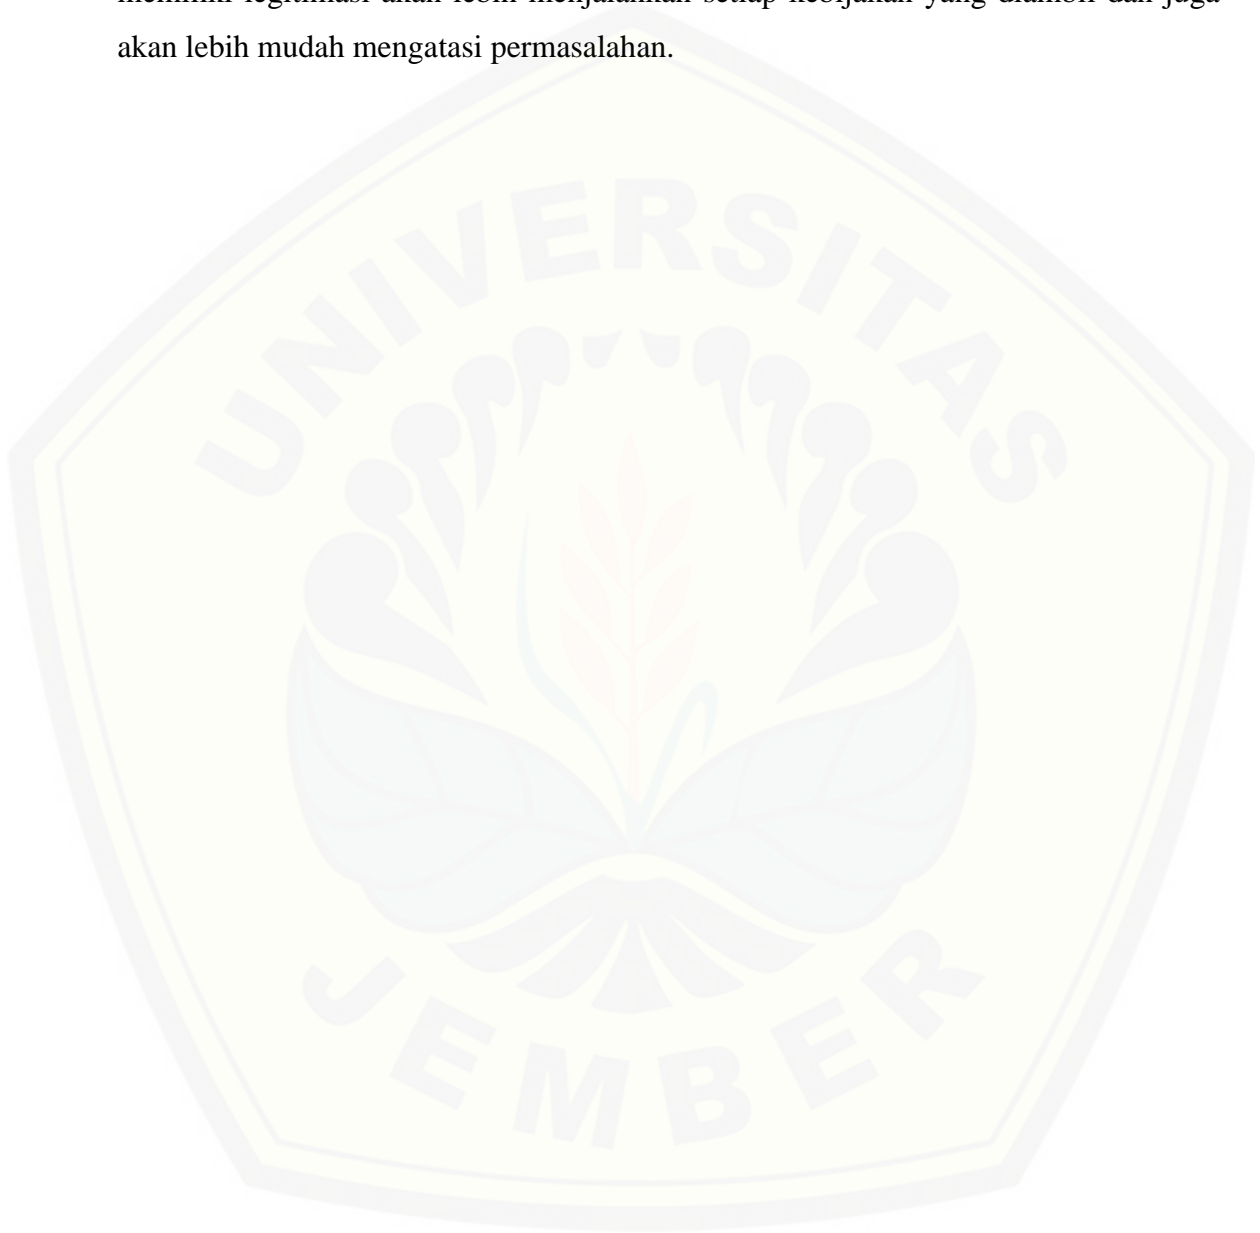 memiliki legitimasi akan lebih menjalankan setiap kebijakan yang diambil dan juga
akan lebih mudah mengatasi permasalahan.
UNIVERSITAS
JEMBER